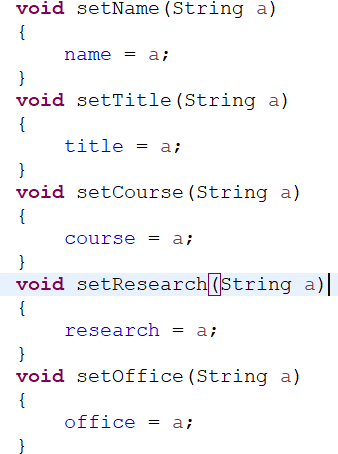 void setName(String a)
{
    name = a;
}
void setTitle(String a)
{
    title = a;
}
void setCourse(String a)
{
    course = a;
}
void setResearch(String a)
{
    research = a;
}
void setOffice(String a)
{
    office = a;
}